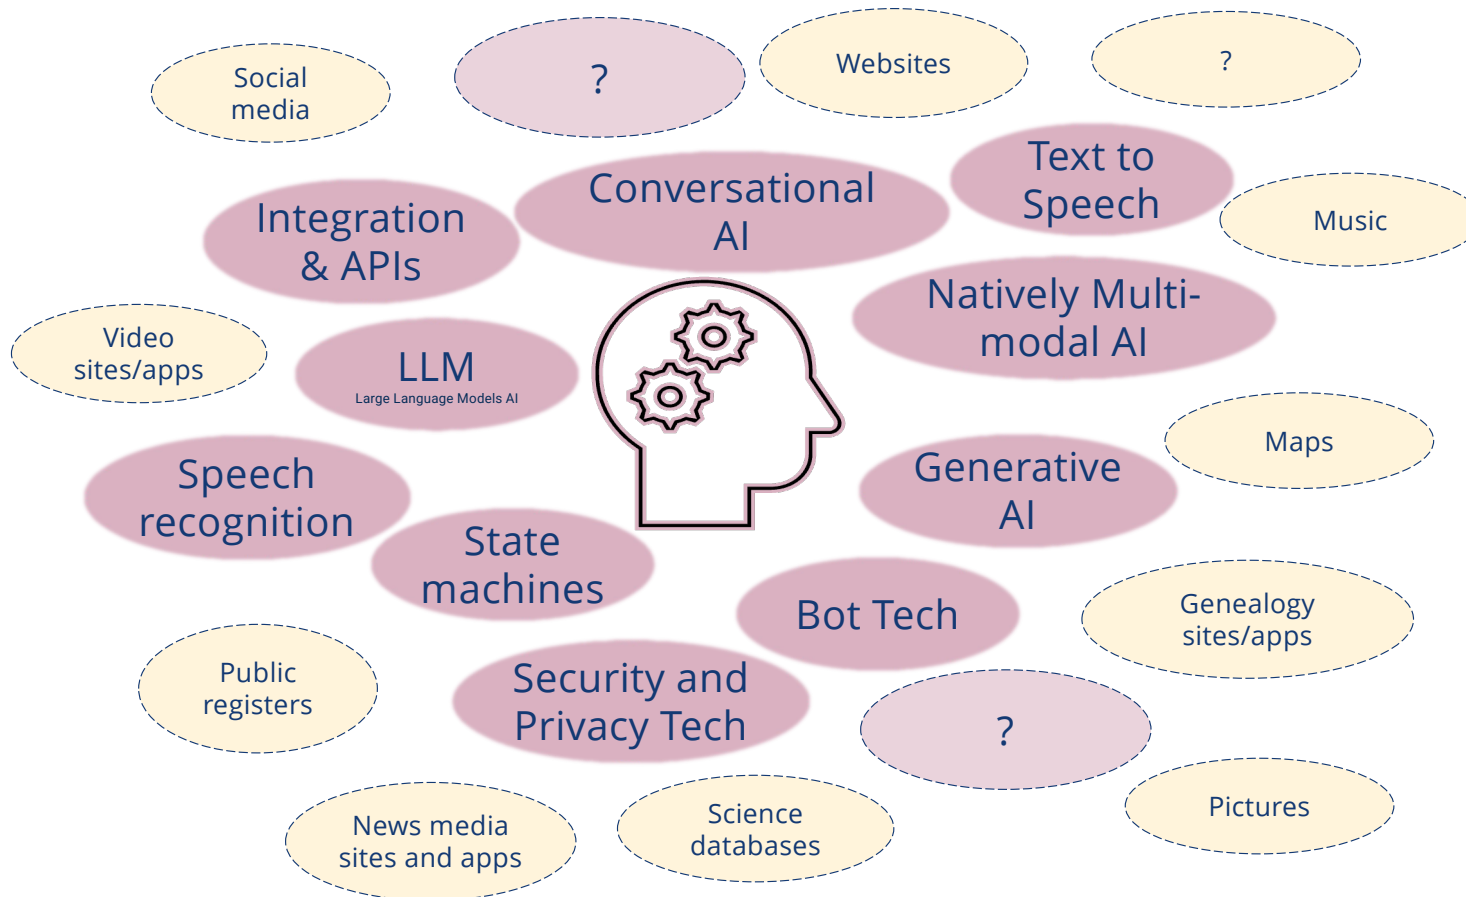 Social
media
?
Websites
?
Text to
Speech
Conversational
AI
Integration
& APIs
Music
Natively Multi-
modal AI
Video
sites/apps
LLM
Large Language Models AI
Maps
Speech
recognition
Generative
AI
State
machines
Bot Tech
Genealogy
sites/apps
Public
registers
Security and
Privacy Tech
?
Pictures
News media
sites and apps
Science
databases